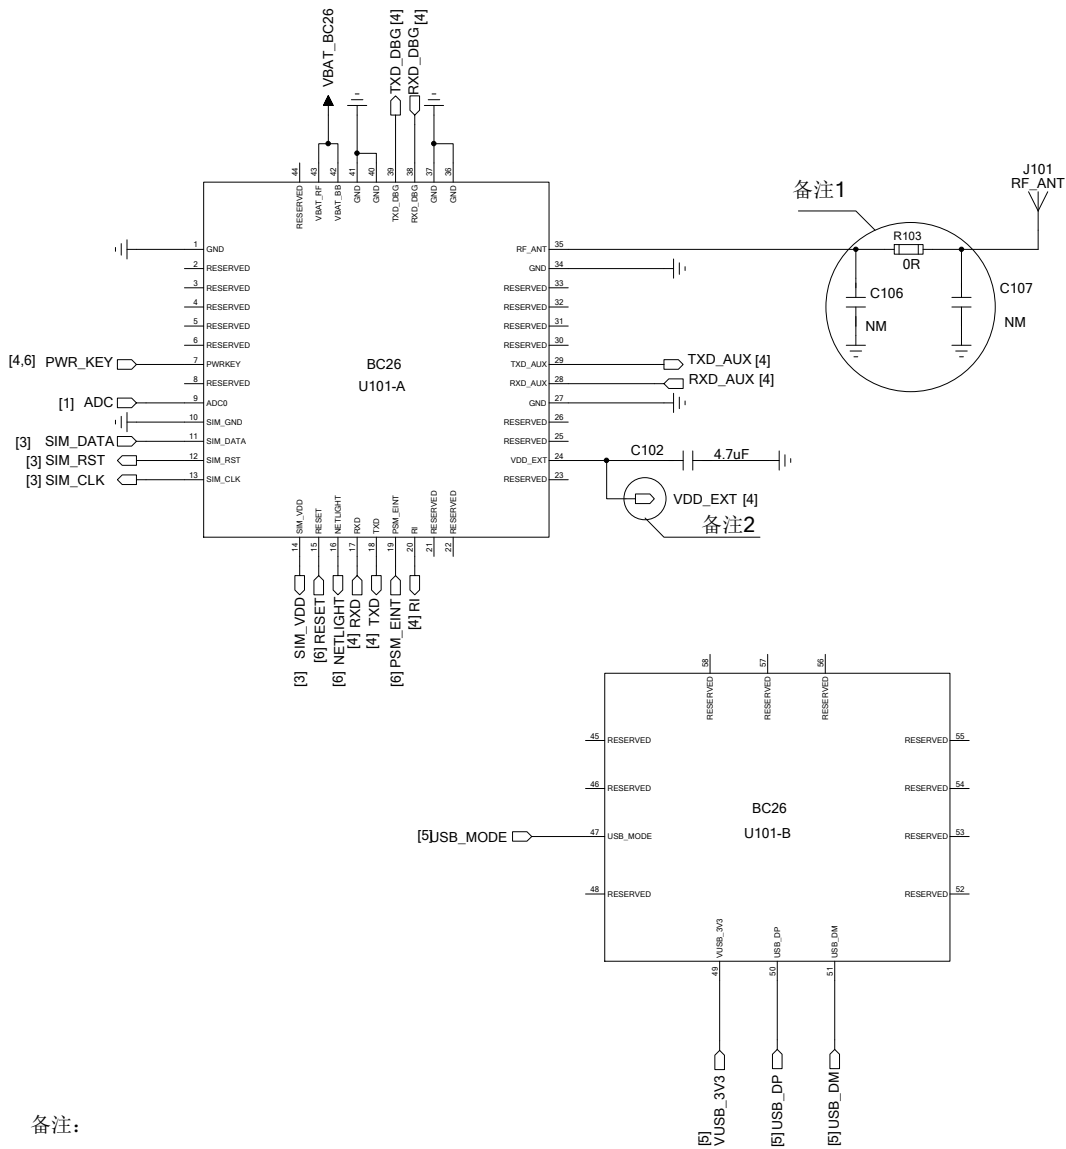 VBAT_BC26
TXD_DBG [4]
RXD_DBG [4]
44
43
42
41
40
39
38
37
36
RESERVED
VBAT_RF
VBAT_BB
GND
GND
TXD_DBG
RXD_DBG
GND
GND
备注1
J101
RF_ANT
R103
0R
C106
NM
C107
NM
1 GND
2 RESERVED
3 RESERVED
4 RESERVED
5 RESERVED
6 RESERVED
[4,6] PWR_KEY 7 PWRKEY
8 RESERVED
[1] ADC 9 ADC0
10 SIM_GND
[3] SIM_DATA 11 SIM_DATA
[3] SIM_RST 12 SIM_RST
[3] SIM_CLK 13 SIM_CLK
BC26
U101-A
RF_ANT 35
GND 34
RESERVED 33
RESERVED 32
RESERVED 31
RESERVED 30
TXD_AUX 29 TXD_AUX [4]
RXD_AUX 28 RXD_AUX [4]
GND 27
RESERVED 26
RESERVED 25
VDD_EXT 24 C102 4.7uF
RESERVED 23
VDD_EXT [4]
备注2
SIM_VDD
RESET
NETLIGHT
RXD
TXD
PSM_EINT
RI
RESERVED
RESERVED
14
15
16
17
18
19
20
21
22
[3] SIM_VDD
[6] RESET
[6] NETLIGHT
[4] RXD
[4] TXD
[6] PSM_EINT
[4] RI
58
57
56
RESERVED
RESERVED
RESERVED
45 RESERVED
46 RESERVED
[5]USB_MODE 47 USB_MODE
48 RESERVED
BC26
U101-B
RESERVED 55
RESERVED 54
RESERVED 53
RESERVED 52
VUSB_3V3
USB_DP
USB_DM
49
50
51
[5] VUSB_3V3
[5] USB_DP
[5] USB_DM
备注：